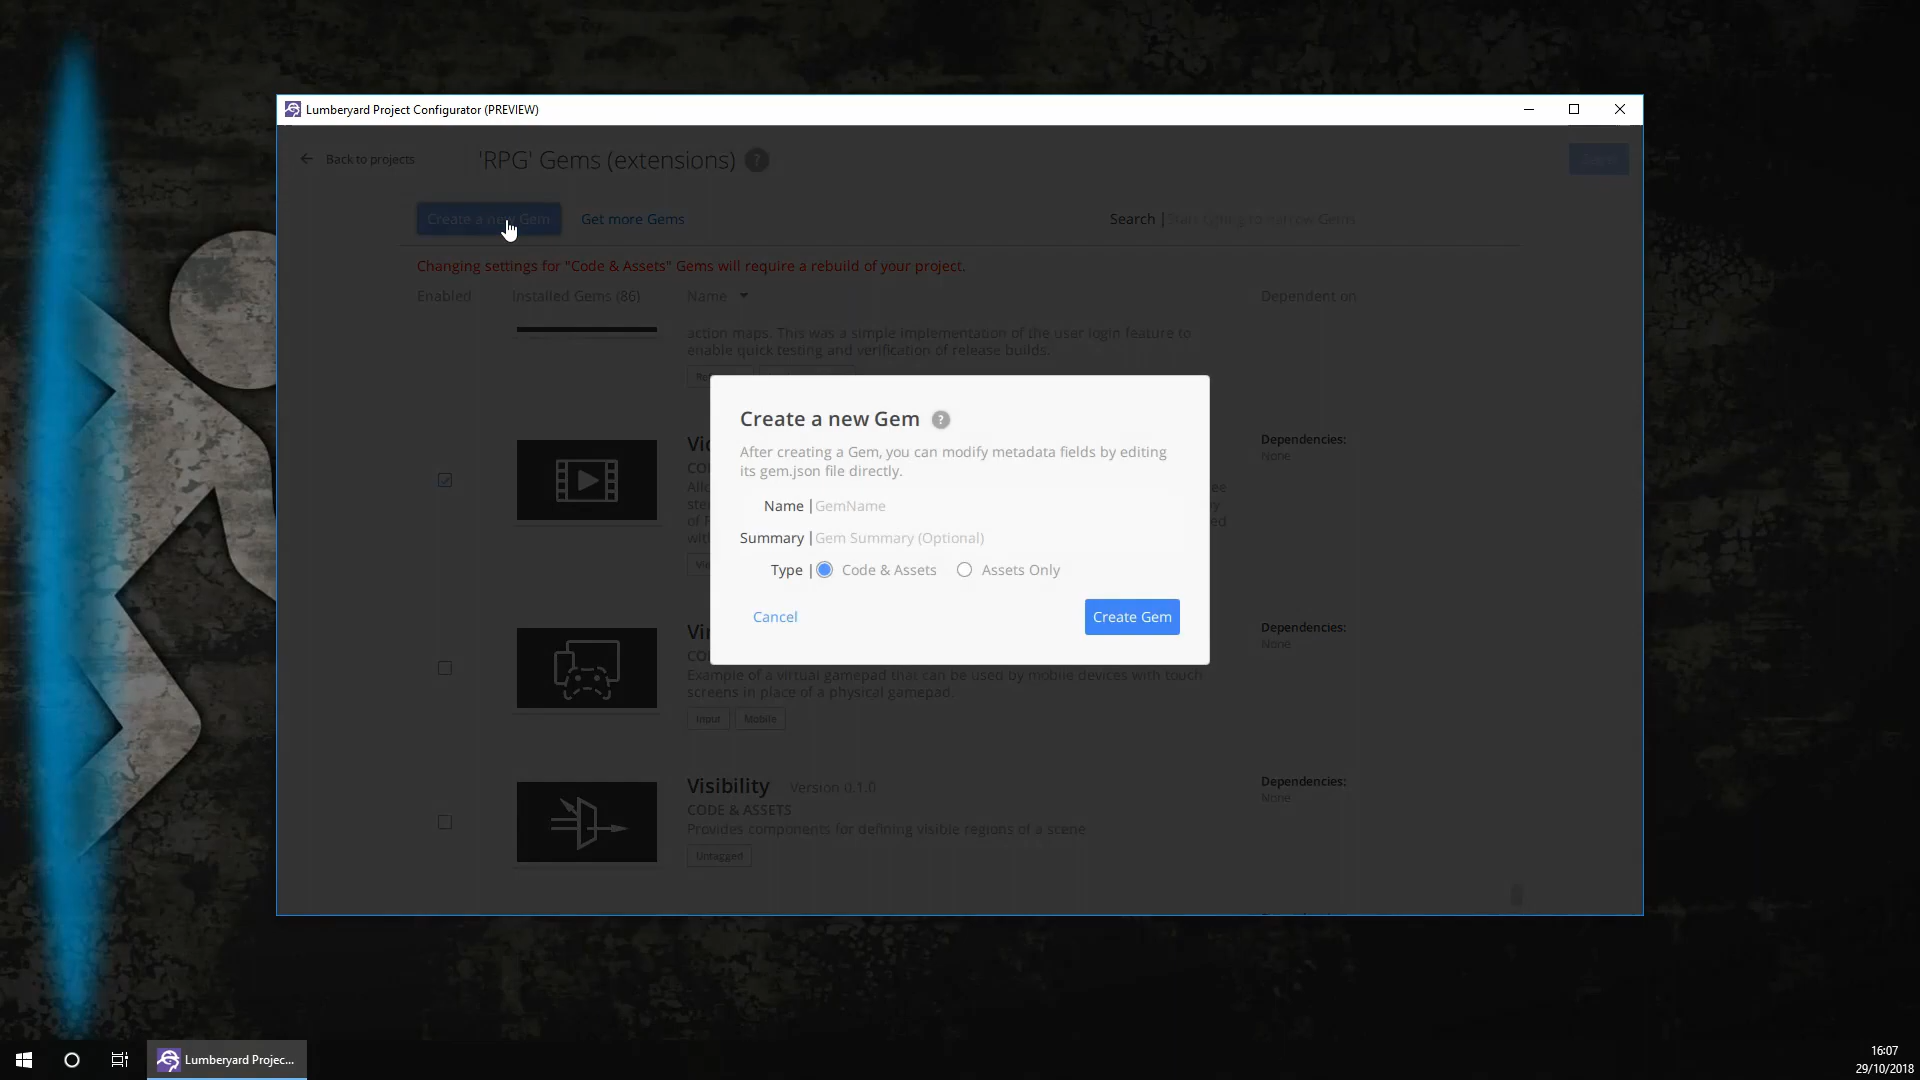 Lumberyard Project Configurator (PREVIEW)
Back to projects
'RPG' Gems (extensions) ?
Create a new Gem
Get more Gems
Search | Start typing to narrow Gems
Changing settings for "Code & Assets" Gems will require a rebuild of your project.
Enabled
Installed Gems (86)
Name
Dependent on
action maps. This was a simple implementation of the user login feature to
enable quick testing and verification of release builds.
Create a new Gem ?
After creating a Gem, you can modify metadata fields by editing
its gem.json file directly.
Name | GemName
Summary | Gem Summary (Optional)
Type | Code & Assets Assets Only
Cancel
Create Gem
Dependencies:
None
Example of a virtual gamepad that can be used by mobile devices with touch
screens in place of a physical gamepad.
Input Mobile
Dependencies:
None
Visibility Version 0.1.0
CODE & ASSETS
Provides components for defining visible regions of a scene
Untagged
Dependencies:
None
Lumberyard Projec...
16:07
29/10/2018